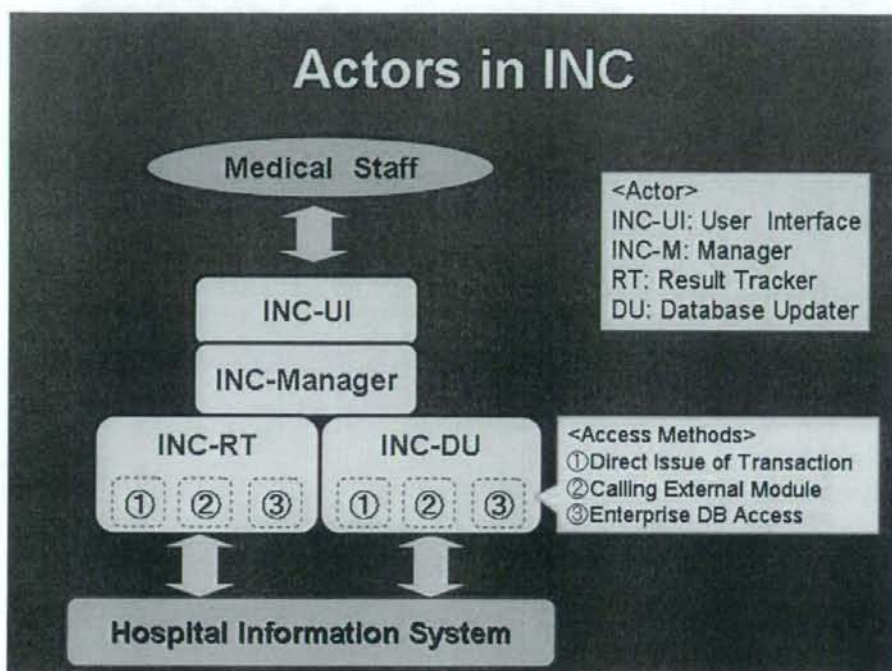 Actors in INC
Medical Staff
<Actor>
INC-UI: User Interface
INC-M: Manager
RT: Result Tracker
DU: Database Updater
INC-UI
INC-Manager
INC-RT
INC-DU
① ② ③
① ② ③
<Access Methods>
①Direct Issue of Transaction
②Calling External Module
③Enterprise DB Access
Hospital Information System